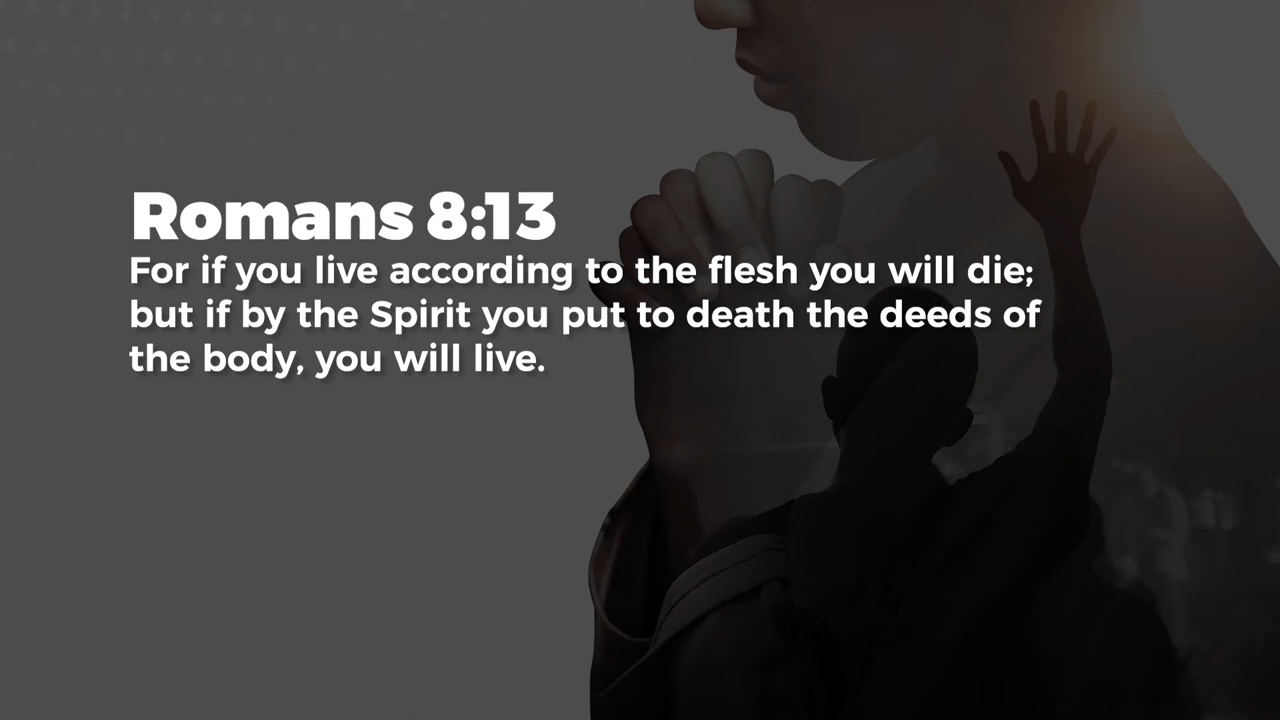 Romans 8:13
For if you live according to the flesh you will die;
but if by the Spirit you put to death the deeds of
the body, you will live.